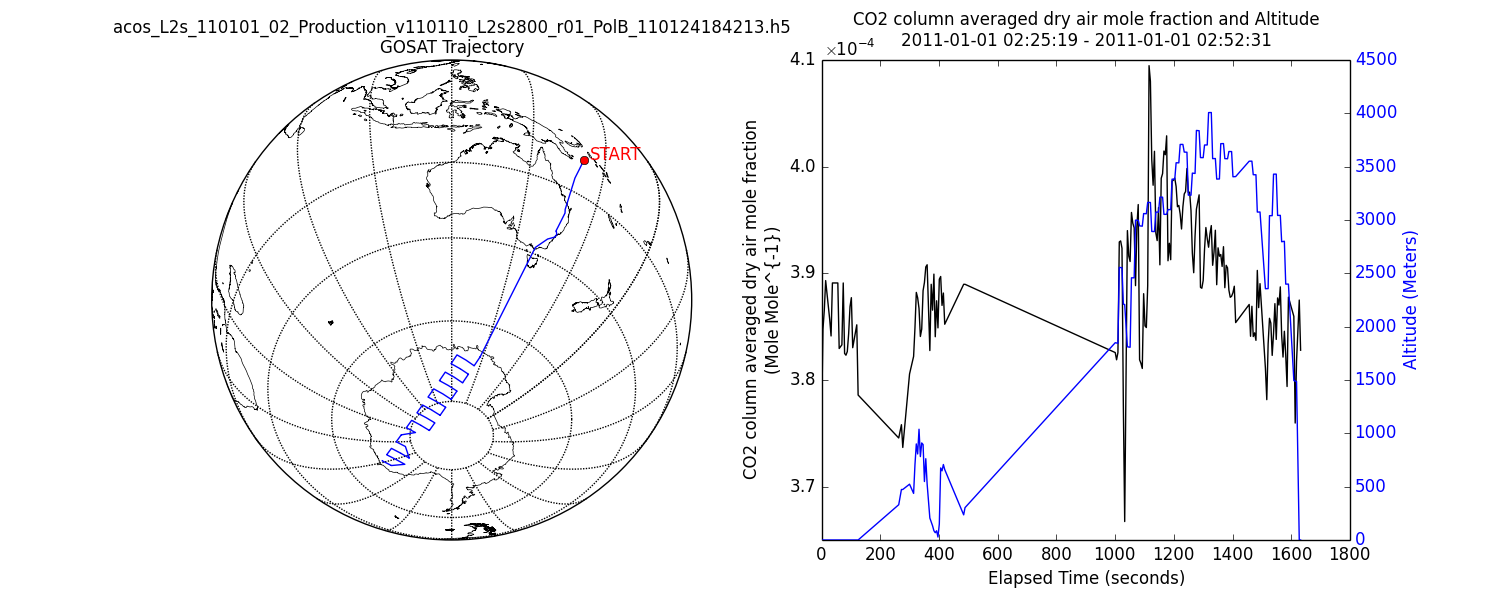 acos_L2s_110101_02_Production_v110110_L2s2800_r01_PolB_110124184213.h5
GOSAT Trajectory
START
CO2 column averaged dry air mole fraction and Altitude
2011-01-01 02:25:19 - 2011-01-01 02:52:31
×10⁻⁴
4.1
4.0
3.9
3.8
3.7
CO2 column averaged dry air mole fraction
(Mole Mole^{-1})
4500
4000
3500
3000
2500
2000
1500
1000
500
0
Altitude (Meters)
0 200 400 600 800 1000 1200 1400 1600 1800
Elapsed Time (seconds)